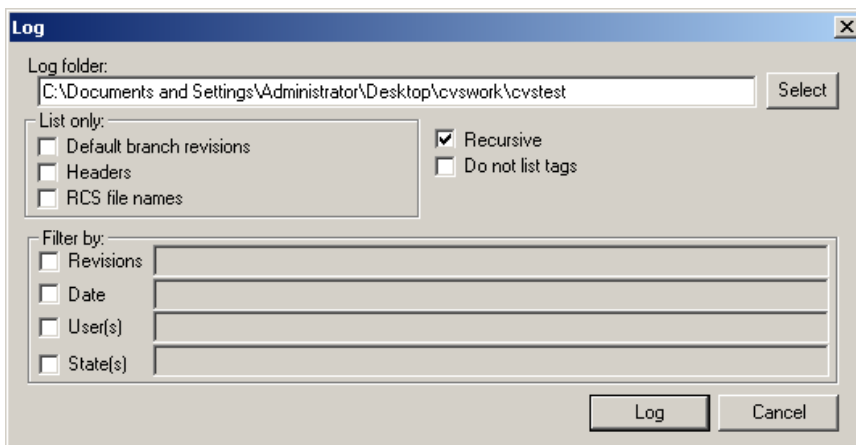 Log
Log folder:
C:\Documents and Settings\Administrator\Desktop\cvswork\cvstest
Select
List only:
Default branch revisions
Headers
RCS file names
Recursive
Do not list tags
Filter by:
Revisions
Date
User(s)
State(s)
Log
Cancel